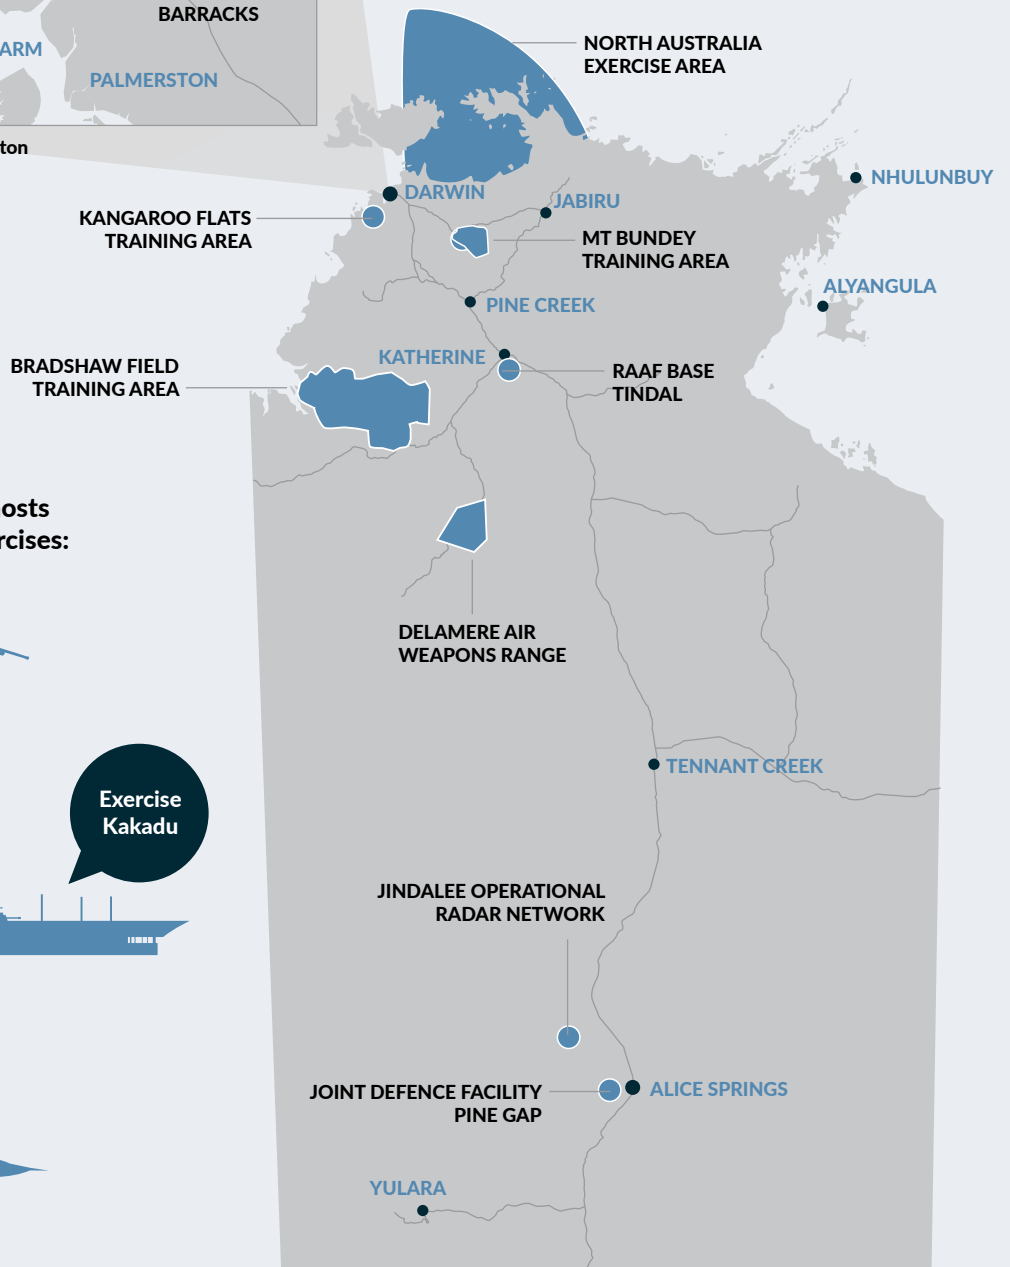 BARRACKS
ARM
PALMERSTON
ton
NORTH AUSTRALIA
EXERCISE AREA
NHULUNBUY
DARWIN
JABIRU
KANGAROO FLATS
TRAINING AREA
MT BUNDEY
TRAINING AREA
ALYANGULA
PINE CREEK
KATHERINE
BRADSHAW FIELD
TRAINING AREA
RAAF BASE
TINDAL
osts
rcises:
DELAMERE AIR
WEAPONS RANGE
TENNANT CREEK
Exercise
Kakadu
JINDALEE OPERATIONAL
RADAR NETWORK
JOINT DEFENCE FACILITY
PINE GAP
ALICE SPRINGS
YULARA